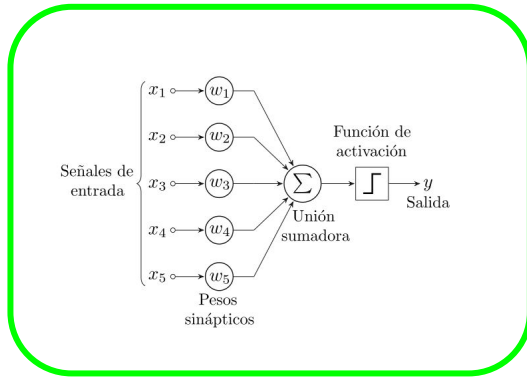 x1
w1
x2
w2
Función de
activación
Señales de
entrada
x3
w3
Σ
y
Salida
Unión
sumadora
x4
w4
x5
w5
Pesos
sinápticos